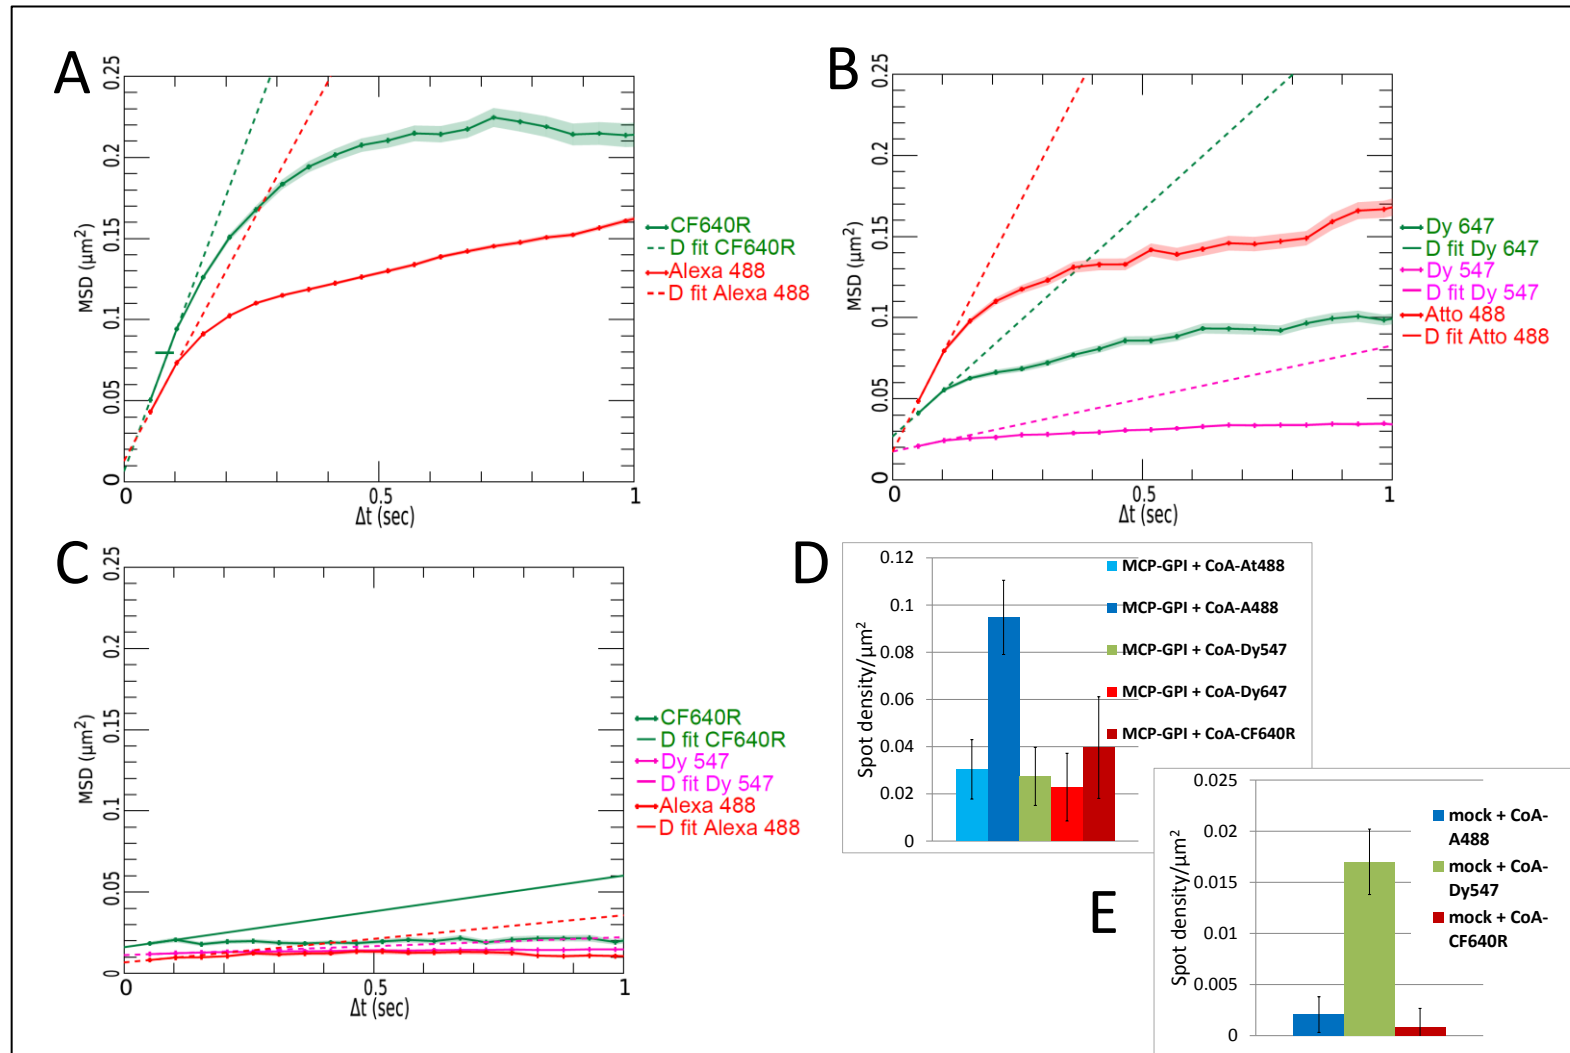 A
0.25
0.2
0.15
0.1
0.05
0
MSD (µm²)
0
0.5
1
Δt (sec)
CF640R
D fit CF640R
Alexa 488
D fit Alexa 488
B
0.25
0.2
0.15
0.1
0.05
0
MSD (µm²)
0
0.5
1
Δt (sec)
Dy 647
D fit Dy 647
Dy 547
D fit Dy 547
Atto 488
D fit Atto 488
C
0.25
0.2
0.15
0.1
0.05
0
MSD (µm²)
0
0.5
1
Δt (sec)
CF640R
D fit CF640R
Dy 547
D fit Dy 547
Alexa 488
D fit Alexa 488
D
0.12
0.1
0.08
0.06
0.04
0.02
0
Spot density/µm²
MCP-GPI + CoA-At488
MCP-GPI + CoA-A488
MCP-GPI + CoA-Dy547
MCP-GPI + CoA-Dy647
MCP-GPI + CoA-CF640R
E
0.025
0.02
0.015
0.01
0.005
0
Spot density/µm²
mock + CoA-
A488
mock + CoA-
Dy547
mock + CoA-
CF640R